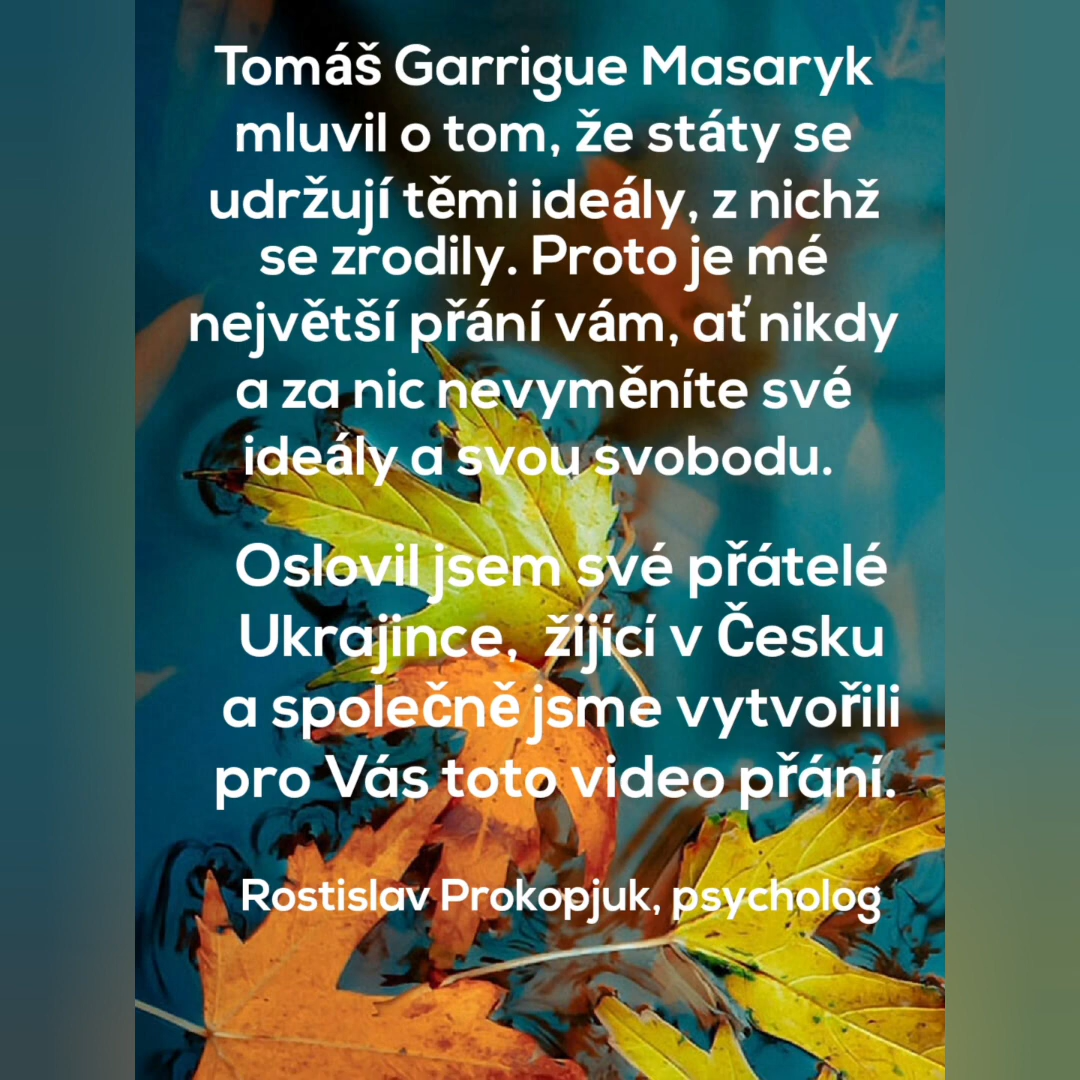 Tomáš Garrigue Masaryk
mluvil o tom, že státy se
udržují těmi ideály, z nichž
se zrodily. Proto je mé
největší přání vám, ať nikdy
a za nic nevyměníte své
ideály a svou svobodu.
Oslovil jsem své přátelé
Ukrajince, žijící v Česku
a společně jsme vytvořili
pro Vás toto video přání.
Rostislav Prokopjuk, psycholog